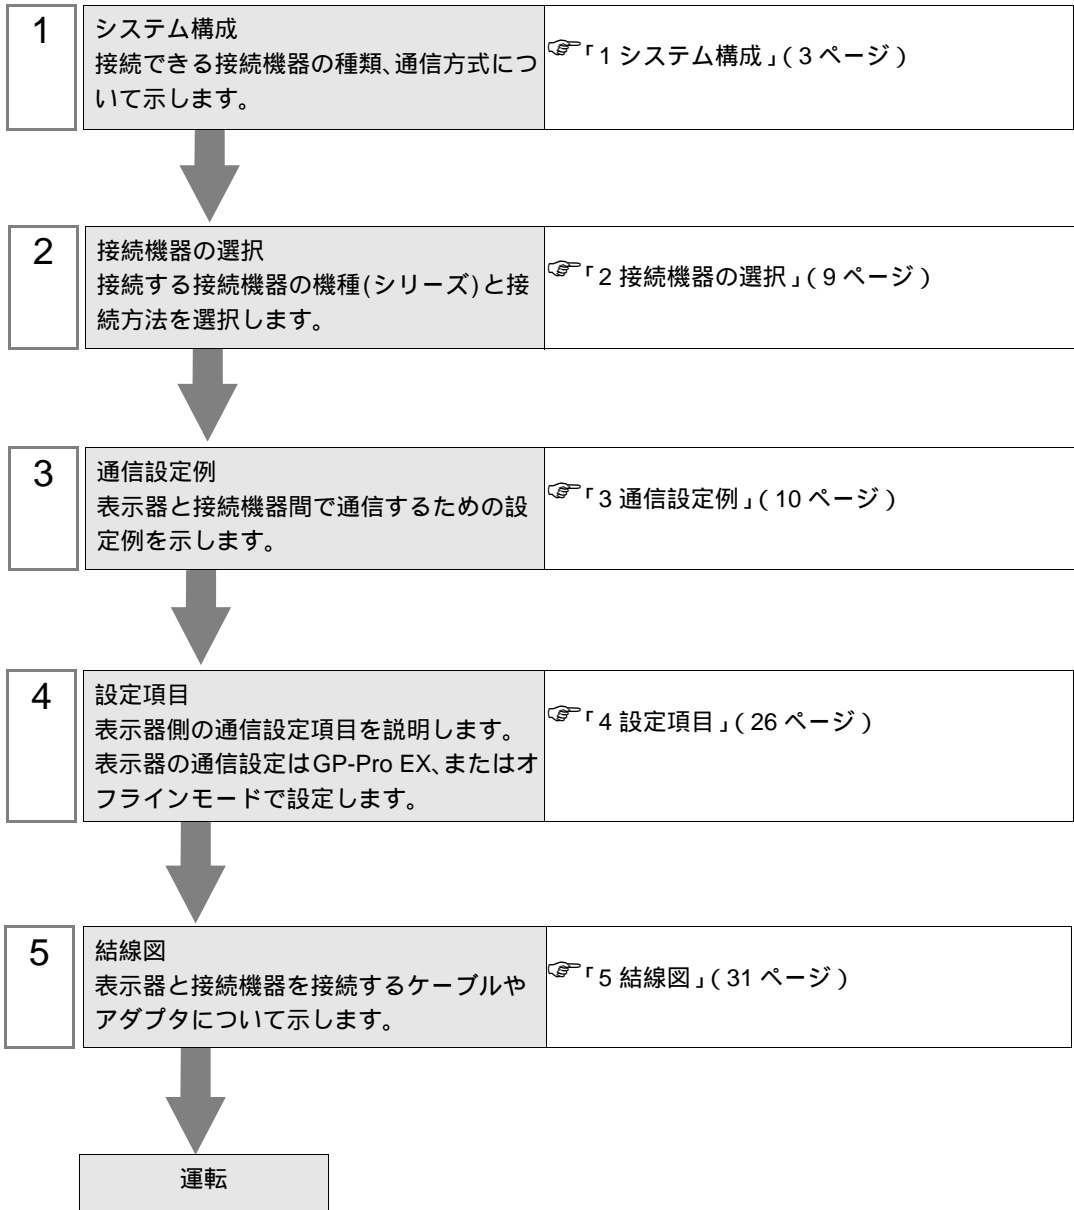 1
システム構成
接続できる接続機器の種類、通信方式につ
いて示します。
☞「1 システム構成」(3 ページ)
2
接続機器の選択
接続する接続機器の機種(シリーズ)と接
続方法を選択します。
☞「2 接続機器の選択」(9 ページ)
3
通信設定例
表示器と接続機器間で通信するための設
定例を示します。
☞「3 通信設定例」(10 ページ)
4
設定項目
表示器側の通信設定項目を説明します。
表示器の通信設定はGP-Pro EX、またはオ
フラインモードで設定します。
☞「4 設定項目」(26 ページ)
5
結線図
表示器と接続機器を接続するケーブルや
アダプタについて示します。
☞「5 結線図」(31 ページ)
運転